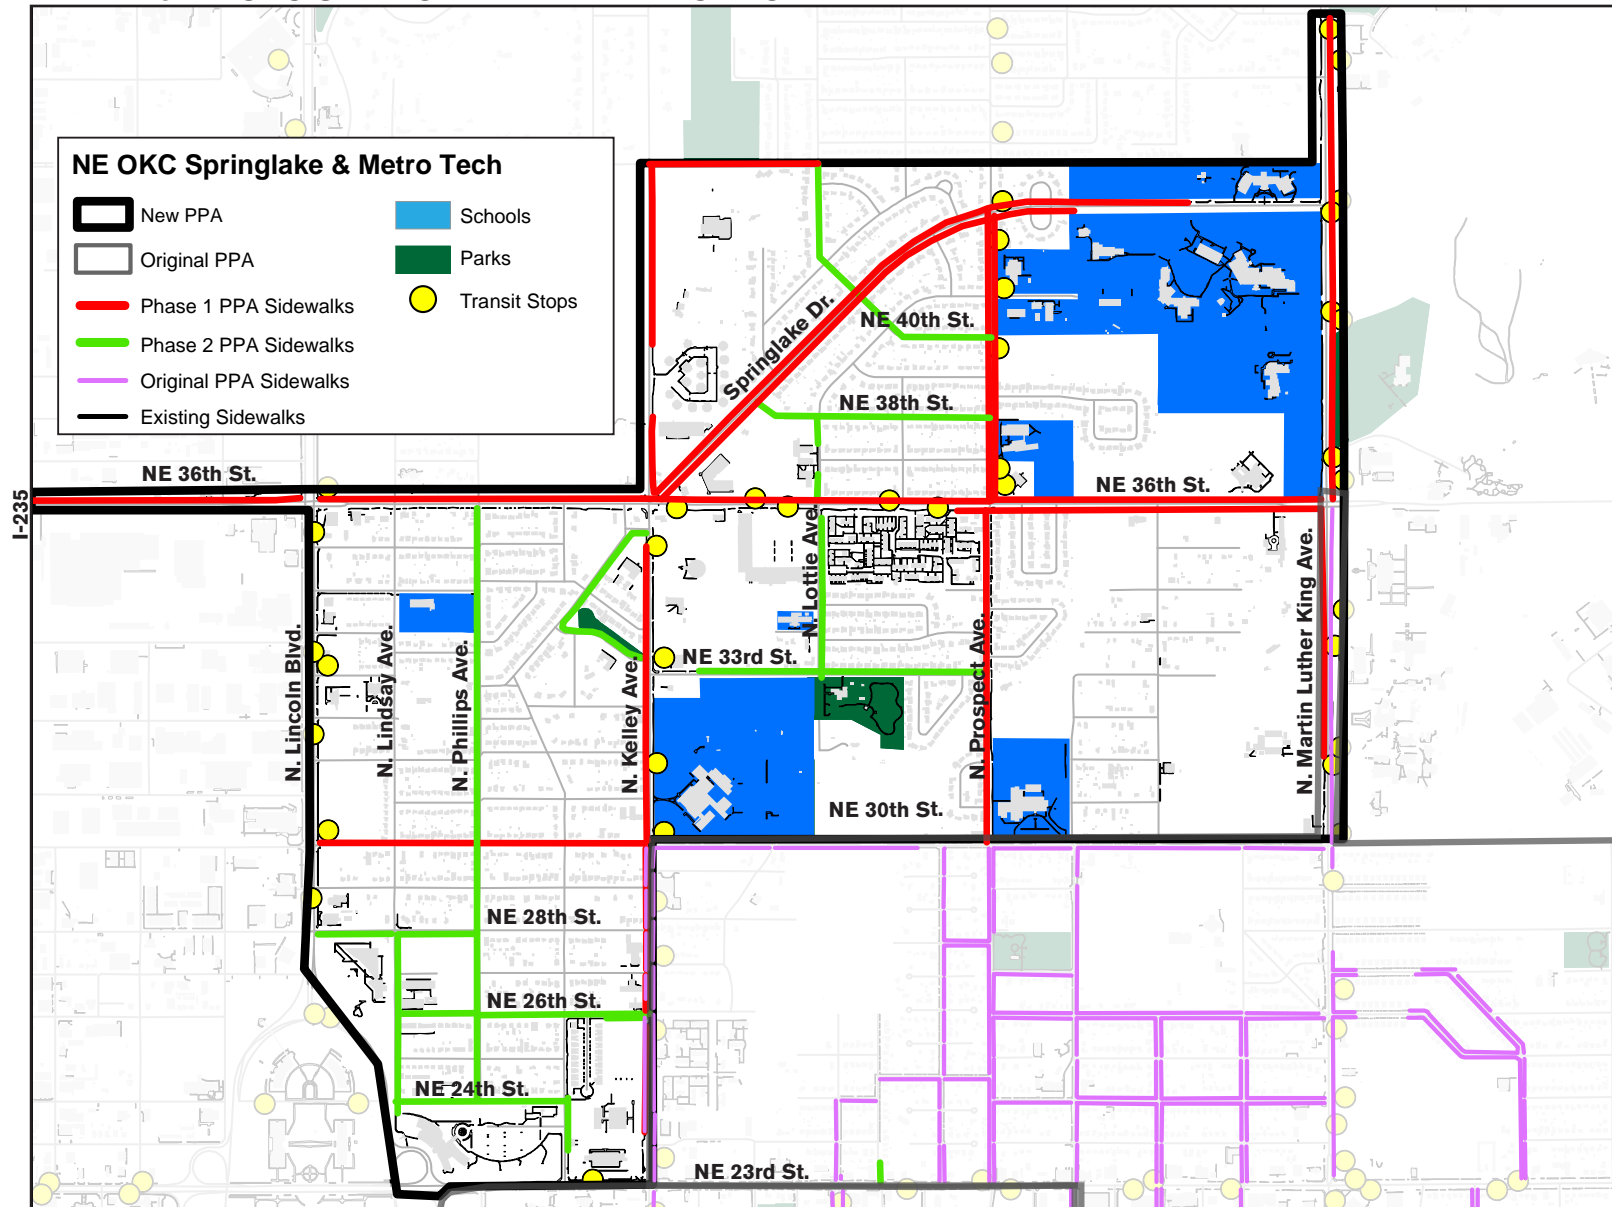 NE OKC Springlake & Metro Tech
New PPA
Schools
Original PPA
Parks
Phase 1 PPA Sidewalks
Transit Stops
Phase 2 PPA Sidewalks
Original PPA Sidewalks
Existing Sidewalks
Springlake Dr.
NE 40th St.
NE 38th St.
NE 36th St.
NE 36th St.
I-235
N. Lincoln Blvd.
N. Lindsay Ave.
N. Phillips Ave.
N. Kelley Ave.
N. Lottie Ave.
N. Prospect Ave.
N. Martin Luther King Ave.
NE 33rd St.
NE 30th St.
NE 28th St.
NE 26th St.
NE 24th St.
NE 23rd St.